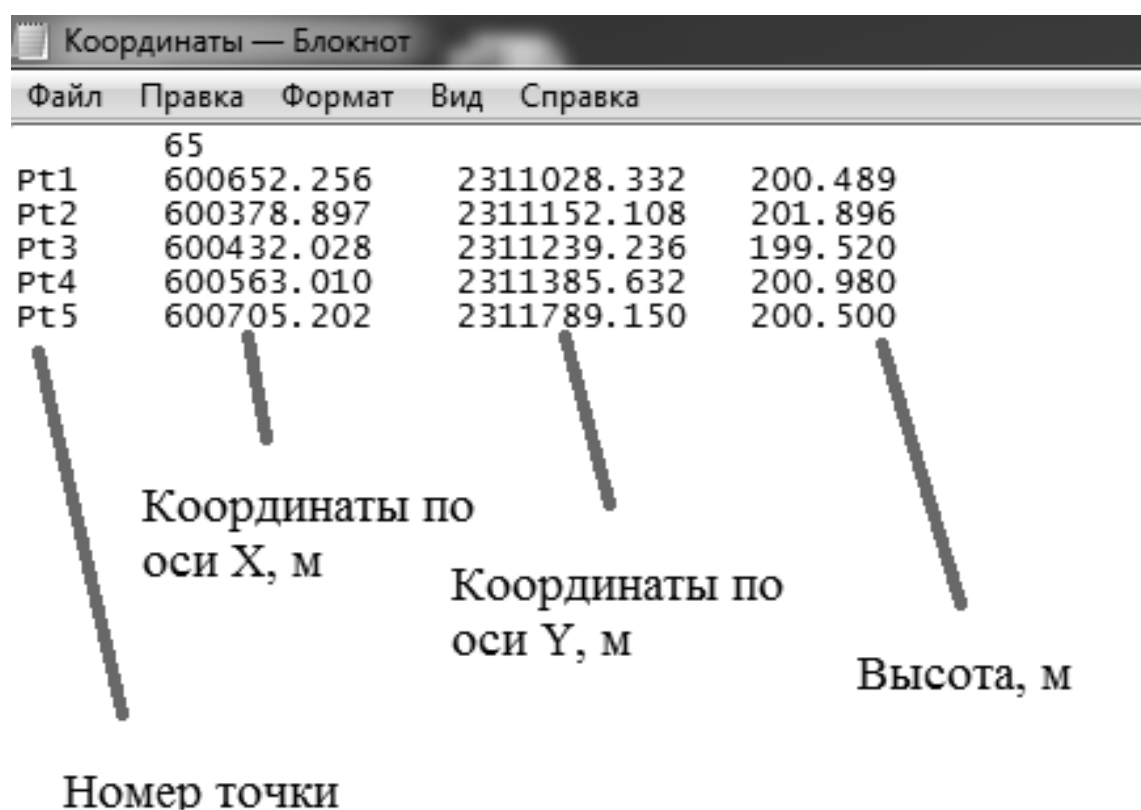 Координаты — Блокнот
Файл Правка Формат Вид Справка
65
Pt1 600652.256 2311028.332 200.489
Pt2 600378.897 2311152.108 201.896
Pt3 600432.028 2311239.236 199.520
Pt4 600563.010 2311385.632 200.980
Pt5 600705.202 2311789.150 200.500
Координаты по
оси X, м
Координаты по
оси Y, м
Высота, м
Номер точки